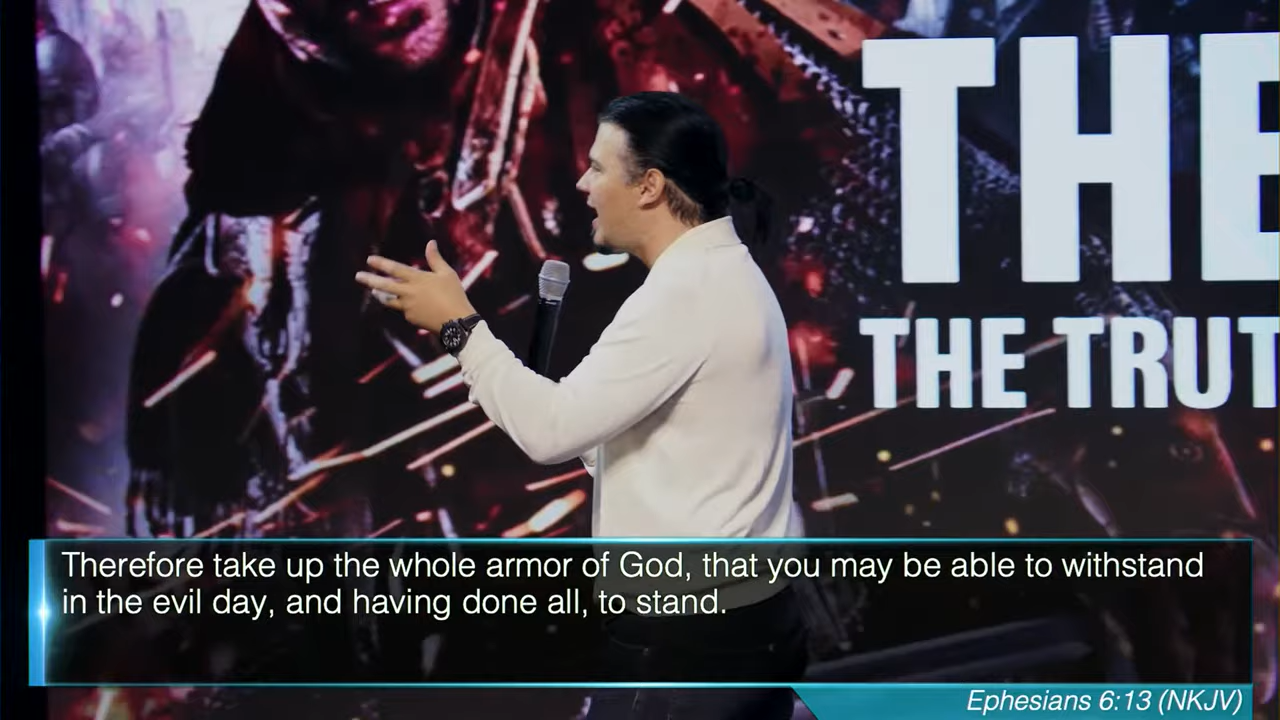 THE
THE TRUT
Therefore take up the whole armor of God, that you may be able to withstand
in the evil day, and having done all, to stand.
Ephesians 6:13 (NKJV)